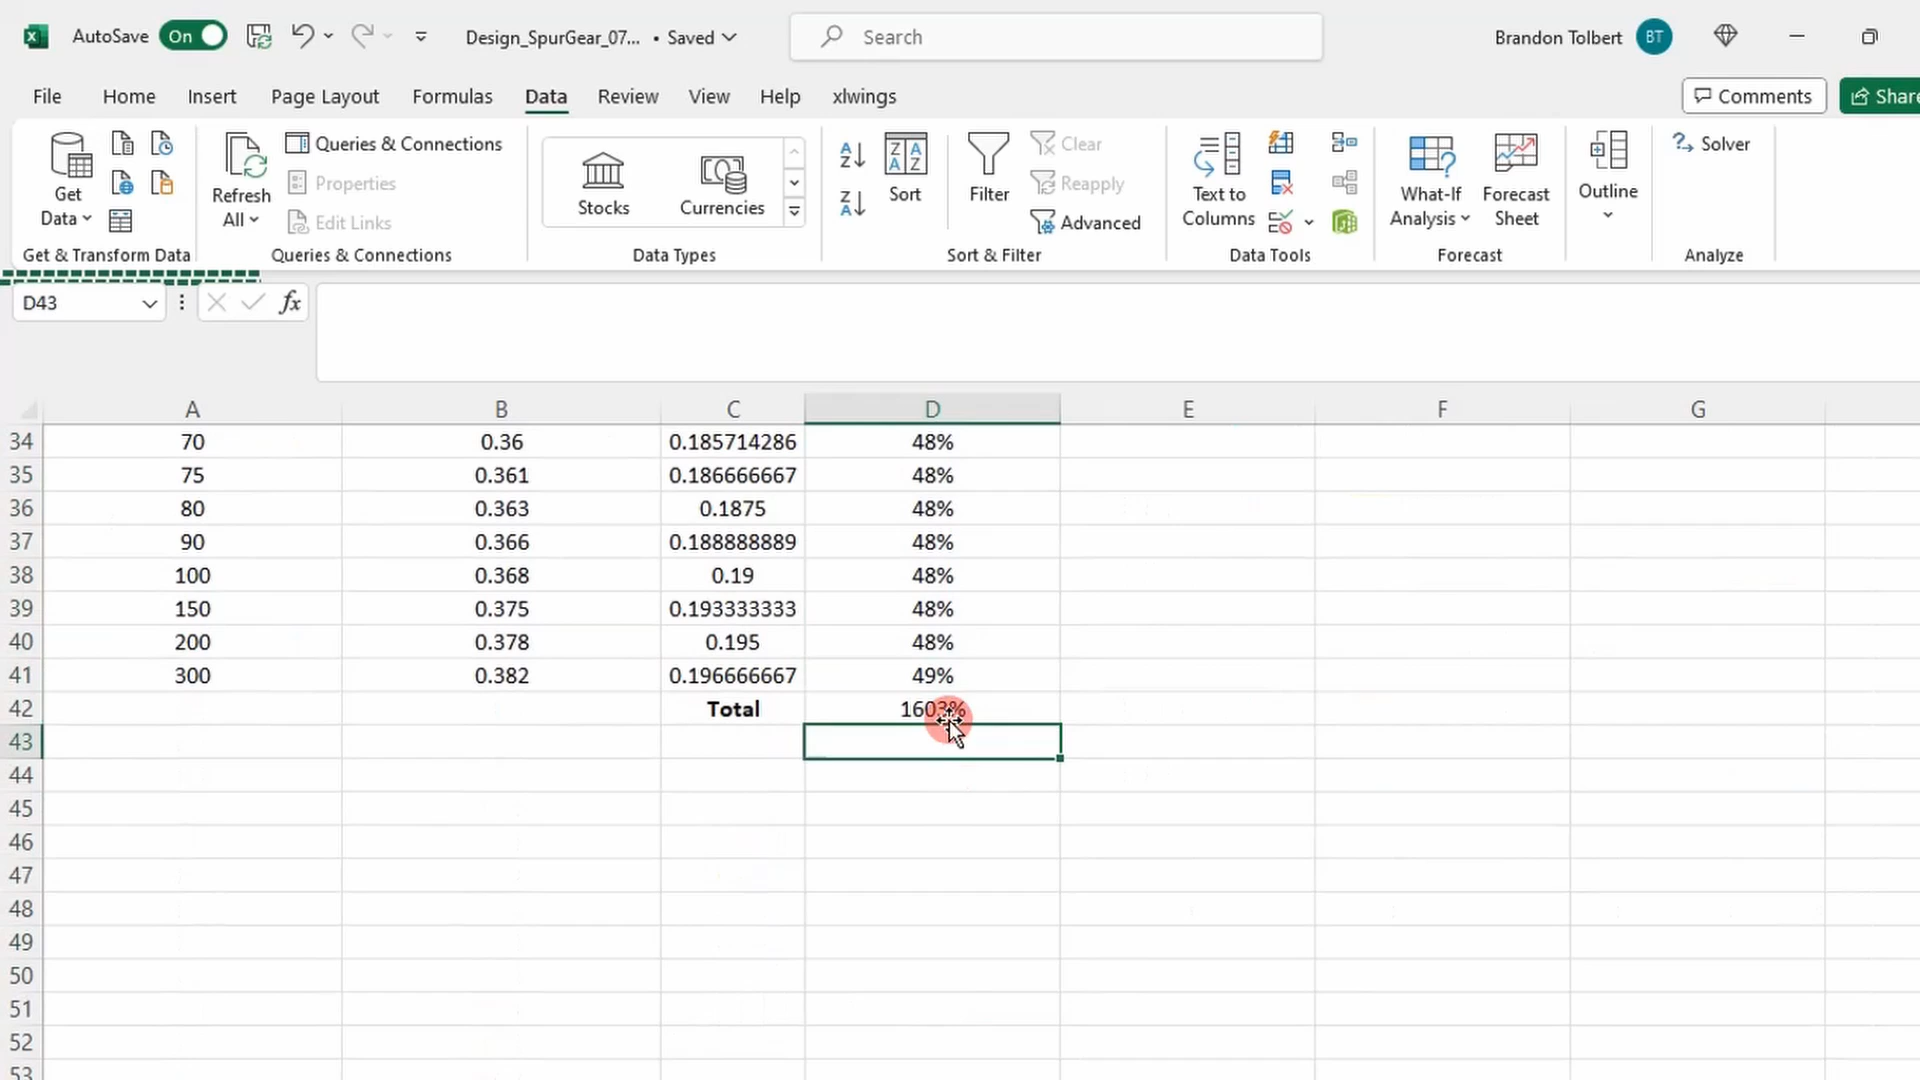 AutoSave On Design_SpurGear_07... • Saved Search Brandon Tolbert BT
File Home Insert Page Layout Formulas Data Review View Help xlwings Comments Share
Get Data
Refresh All
Queries & Connections
Properties
Edit Links
Stocks Currencies
Sort
Filter
Clear
Reapply
Advanced
Text to Columns
What-If Analysis
Forecast Sheet
Outline
Solver
Get & Transform Data Queries & Connections Data Types Sort & Filter Data Tools Forecast Analyze
D43 fx
A B C D E F G
34 70 0.36 0.185714286 48%
35 75 0.361 0.186666667 48%
36 80 0.363 0.1875 48%
37 90 0.366 0.188888889 48%
38 100 0.368 0.19 48%
39 150 0.375 0.193333333 48%
40 200 0.378 0.195 48%
41 300 0.382 0.196666667 49%
42 Total 1603%
43
44
45
46
47
48
49
50
51
52
53